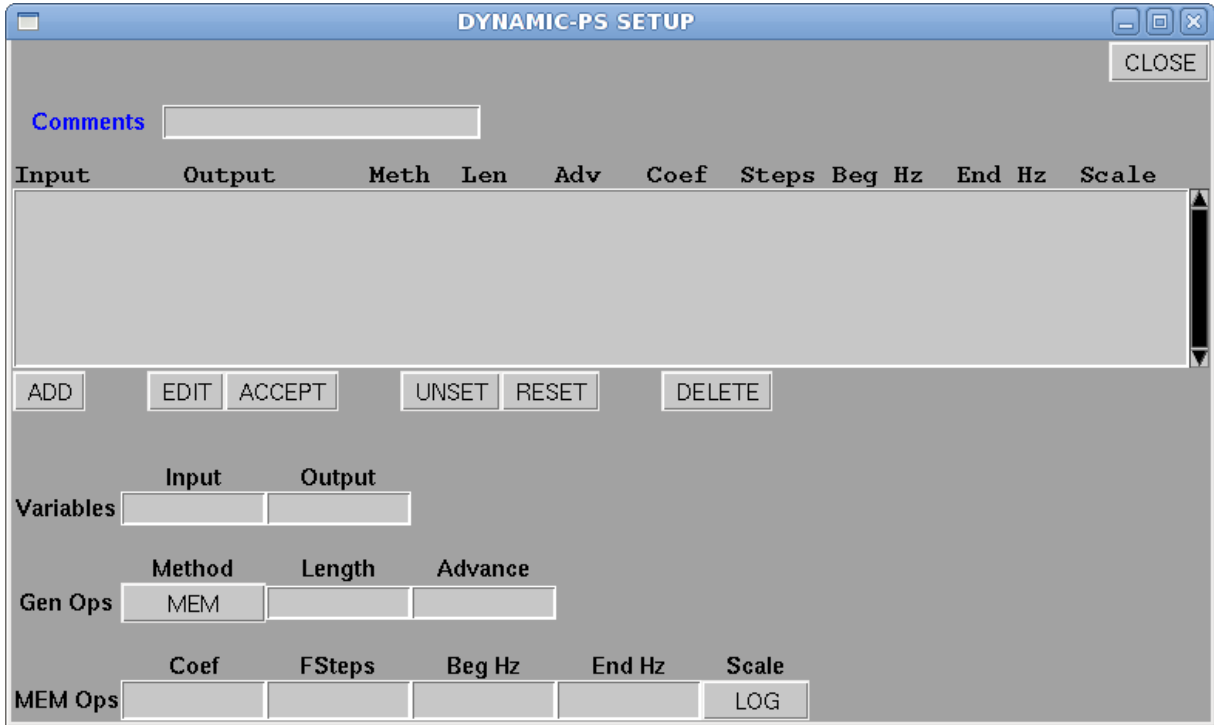 DYNAMIC-PS SETUP
CLOSE
Comments
Input Output Meth Len Adv Coef Steps Beg Hz End Hz Scale
ADD EDIT ACCEPT UNSET RESET DELETE
Input Output
Variables
Method Length Advance
Gen Ops MEM
Coef FSteps Beg Hz End Hz Scale
MEM Ops LOG